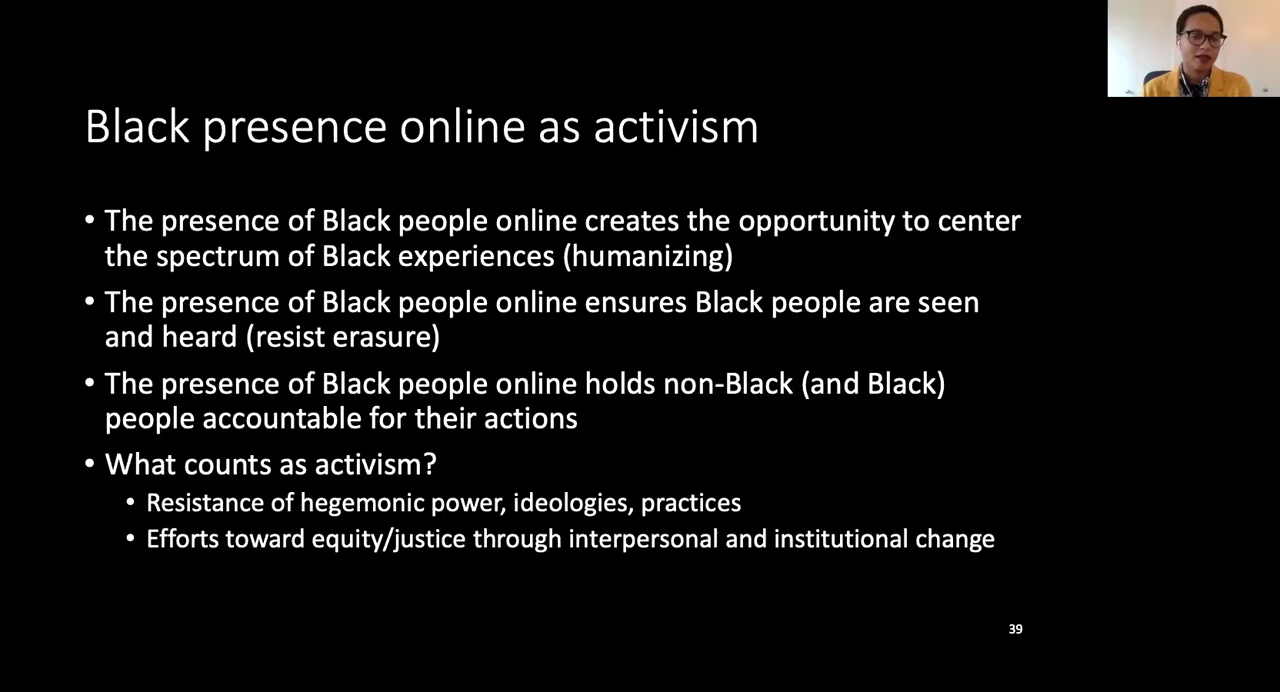 Black presence online as activism
• The presence of Black people online creates the opportunity to center
the spectrum of Black experiences (humanizing)
• The presence of Black people online ensures Black people are seen
and heard (resist erasure)
• The presence of Black people online holds non-Black (and Black)
people accountable for their actions
• What counts as activism?
• Resistance of hegemonic power, ideologies, practices
• Efforts toward equity/justice through interpersonal and institutional change
39